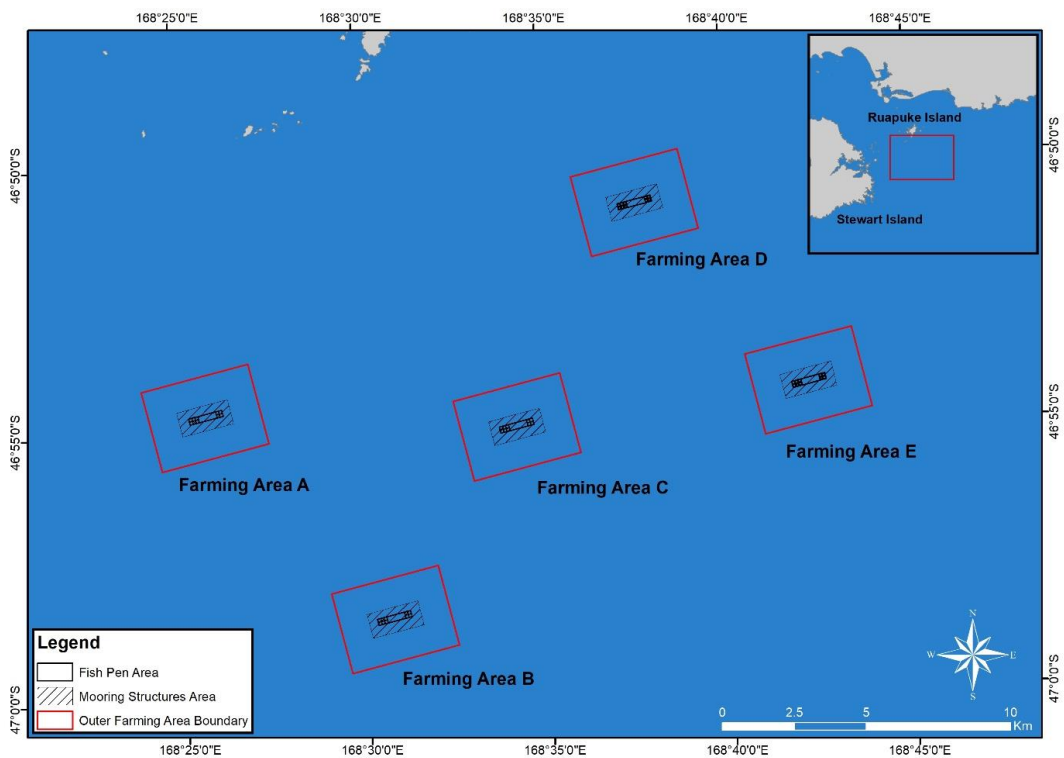 168°25'0"E
168°30'0"E
168°35'0"E
168°40'0"E
168°45'0"E
46°50'0"S
46°50'0"S
Ruapuke Island
Stewart Island
Farming Area D
46°55'0"S
46°55'0"S
Farming Area A
Farming Area C
Farming Area E
Farming Area B
Legend
Fish Pen Area
Mooring Structures Area
Outer Farming Area Boundary
N
W
E
S
0 2.5 5 10
Km
47°0'0"S
47°0'0"S
168°25'0"E
168°30'0"E
168°35'0"E
168°40'0"E
168°45'0"E